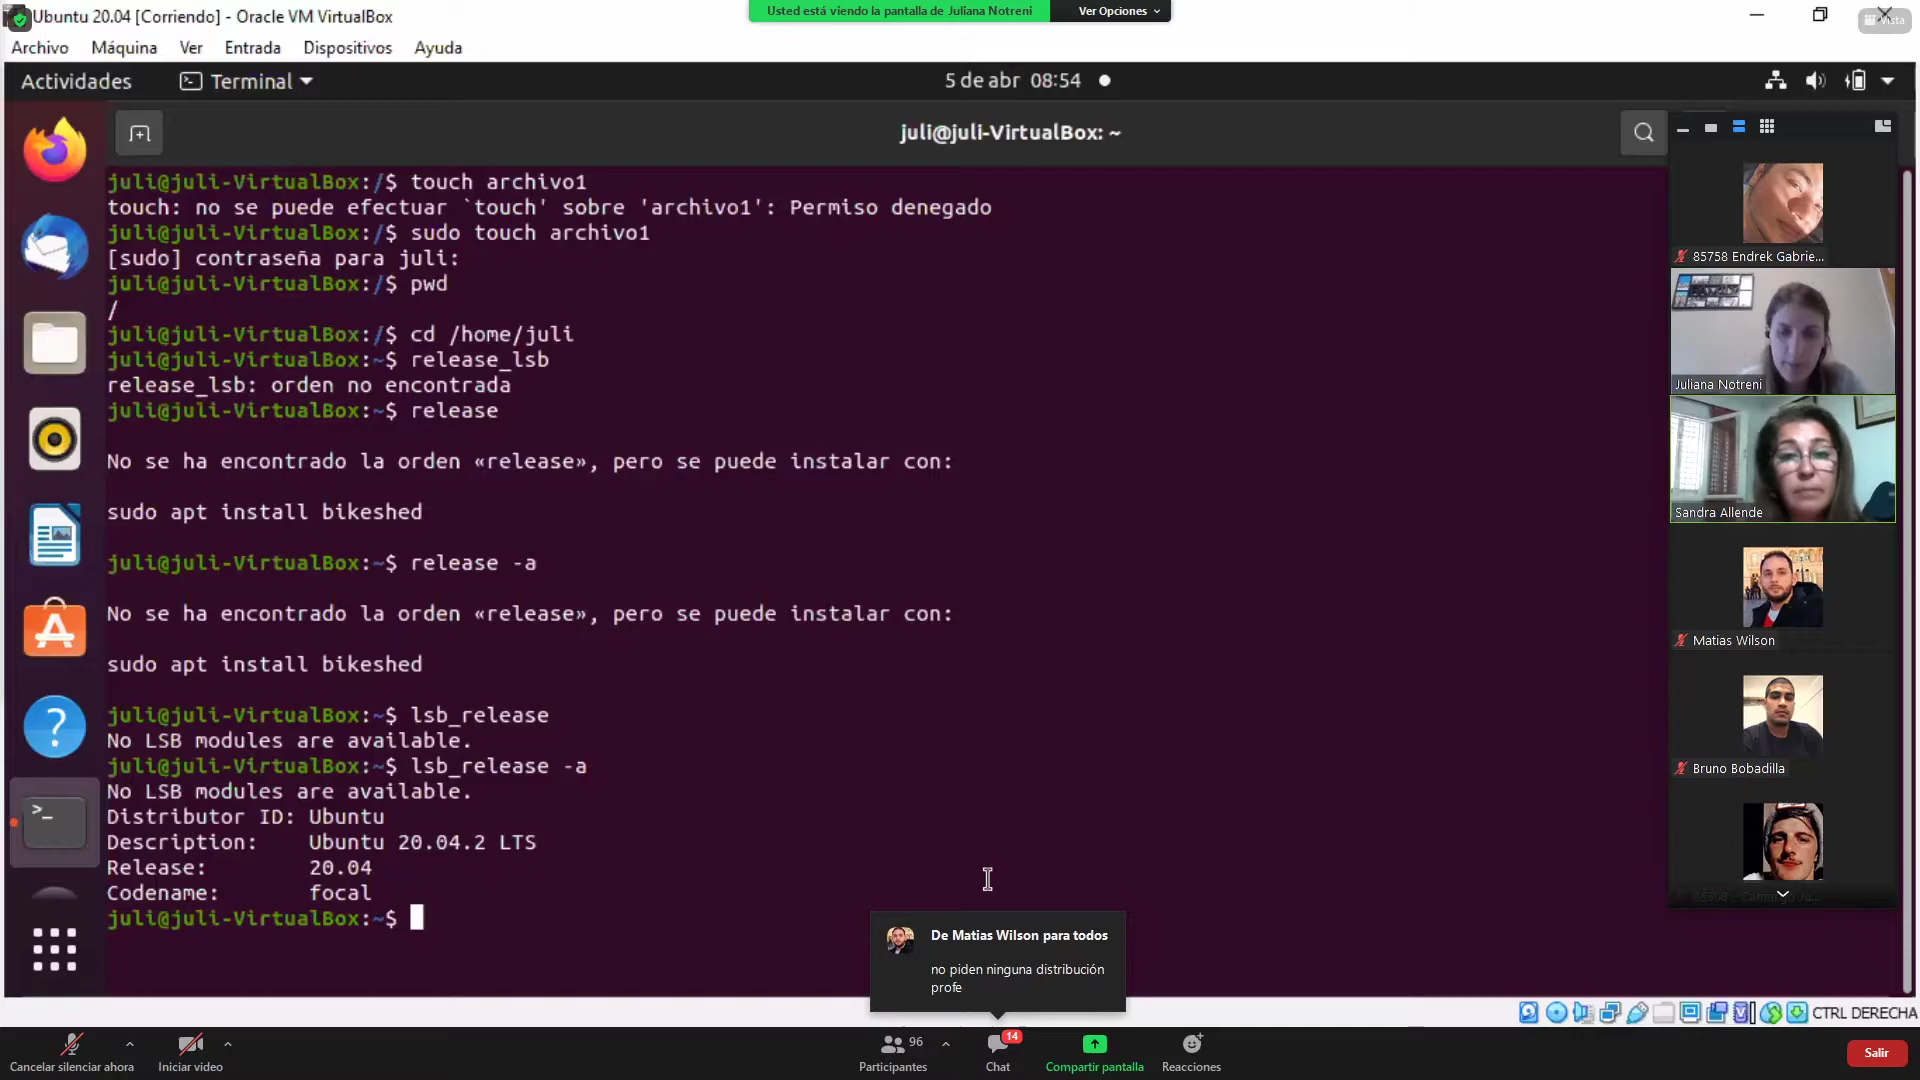 Ubuntu 20.04 [Corriendo] - Oracle VM VirtualBox
Usted está viendo la pantalla de Juliana Notreni
Ver Opciones
Vista
Archivo Máquina Ver Entrada Dispositivos Ayuda
Actividades
Terminal
5 de abr 08:54
juli@juli-VirtualBox: ~
juli@juli-VirtualBox:/$ touch archivo1
touch: no se puede efectuar `touch' sobre 'archivo1': Permiso denegado
juli@juli-VirtualBox:/$ sudo touch archivo1
[sudo] contraseña para juli:
juli@juli-VirtualBox:/$ pwd
/
juli@juli-VirtualBox:/$ cd /home/juli
juli@juli-VirtualBox:~$ release_lsb
release_lsb: orden no encontrada
juli@juli-VirtualBox:~$ release
No se ha encontrado la orden «release», pero se puede instalar con:
sudo apt install bikeshed
juli@juli-VirtualBox:~$ release -a
No se ha encontrado la orden «release», pero se puede instalar con:
sudo apt install bikeshed
juli@juli-VirtualBox:~$ lsb_release
No LSB modules are available.
juli@juli-VirtualBox:~$ lsb_release -a
No LSB modules are available.
Distributor ID: Ubuntu
Description: Ubuntu 20.04.2 LTS
Release: 20.04
Codename: focal
juli@juli-VirtualBox:~$
85758 Endrek Gabrie...
Juliana Notreni
Sandra Allende
Matias Wilson
Bruno Bobadilla
De Matias Wilson para todos
no piden ninguna distribución
profe
CTRL DERECHA
Cancelar silenciar ahora
Iniciar video
96
Participantes
14
Chat
Compartir pantalla
Reacciones
Salir